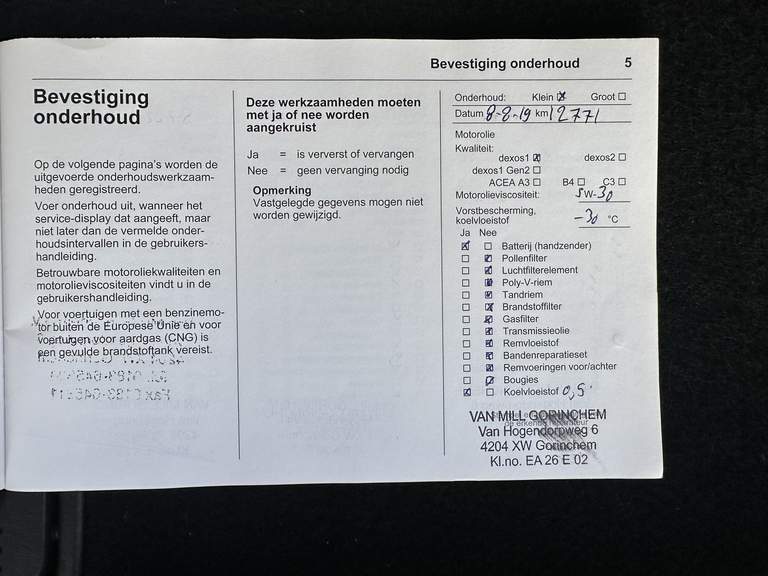 Bevestiging onderhoud 5
Bevestiging
onderhoud
Op de volgende pagina's worden de
uitgevoerde onderhoudswerkzaam-
heden geregistreerd.
Voer onderhoud uit, wanneer het
service-display dat aangeeft, maar
niet later dan de vermelde onder-
houdsintervallen in de gebruikers-
handleiding.
Betrouwbare motoroliekwaliteiten en
motorolieviscositeiten vindt u in de
gebruikershandleiding.
Voor voertuigen met een benzinemo-
tor buiten de Europese Unie en voor
voertuigen voor aardgas (CNG) is
een gevulde brandstoftank vereist.
Deze werkzaamheden moeten
met ja of nee worden
aangekruist
Ja = is ververst of vervangen
Nee = geen vervanging nodig
Opmerking
Vastgelegde gegevens mogen niet
worden gewijzigd.
Onderhoud: Klein ☒ Groot ☐
Datum 8-8-19 km 12771
Motorolie
Kwaliteit:
dexos1 ☒ dexos2 ☐
dexos1 Gen2 ☐
ACEA A3 ☐ B4 ☐ C3 ☐
Motorolieviscositeit: 5W-30
Vorstbescherming,
koelvloeistof -30 °C
Ja Nee
☒ ☐ Batterij (handzender)
☐ ☒ Pollenfilter
☐ ☒ Luchtfilterelement
☐ ☒ Poly-V-riem
☐ ☒ Tandriem
☐ ☒ Brandstoffilter
☐ ☒ Gasfilter
☐ ☒ Transmissieolie
☐ ☒ Remvloeistof
☐ ☒ Bandenreparatieset
☐ ☒ Remvoeringen voor/achter
☐ ☒ Bougies
☒ ☐ Koelvloeistof 0,5
VAN MILL GORINCHEM
Van Hogendorpweg 6
4204 XW Gorinchem
Kl.no. EA 26 E 02